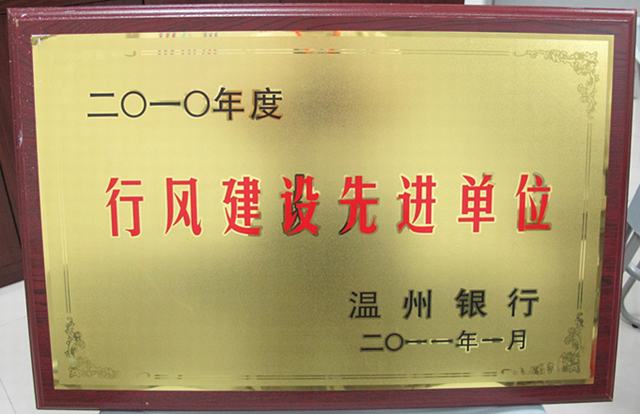 二〇一〇年度
行风建设先进单位
温州银行
二〇一一年一月